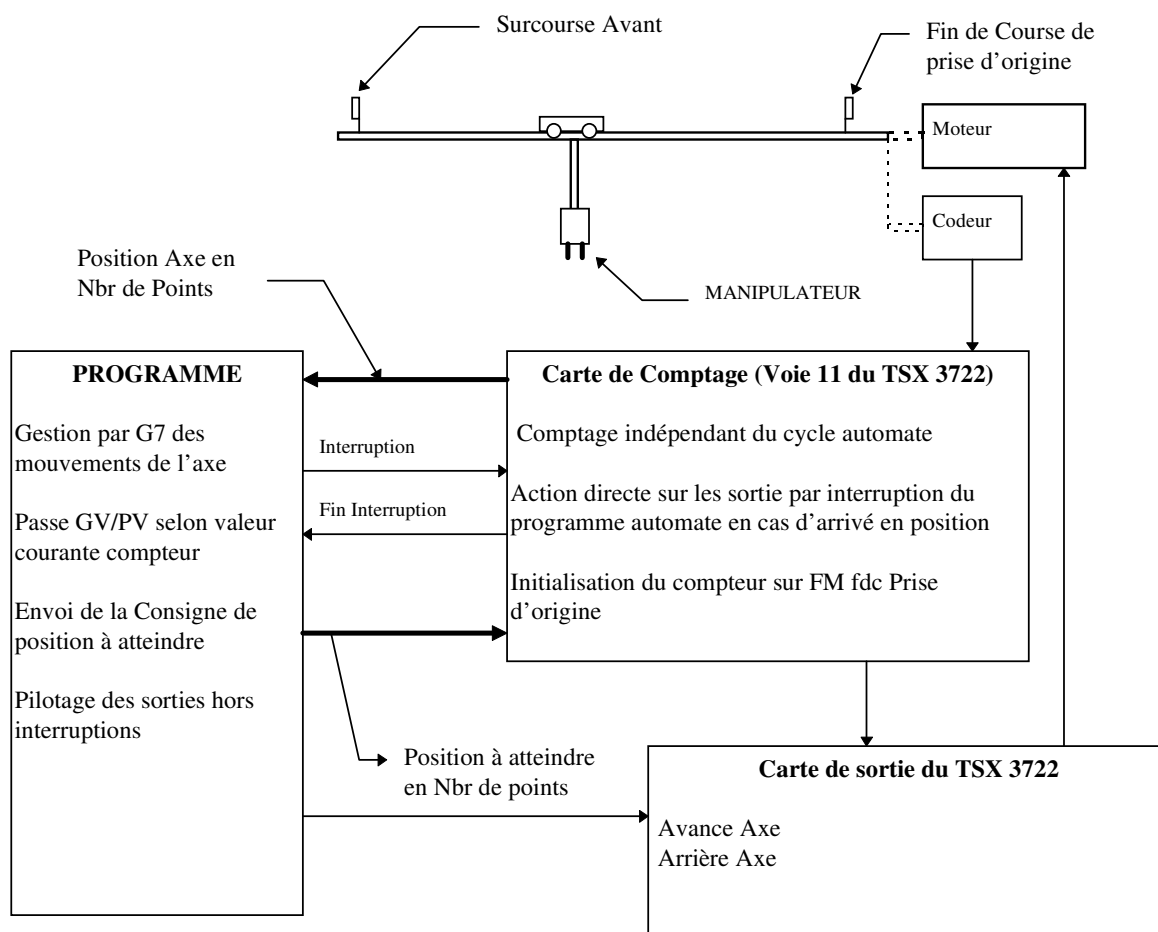 Surcourse Avant
Fin de Course de
prise d'origine
Moteur
Codeur
Position Axe en
Nbr de Points
MANIPULATEUR
PROGRAMME
Gestion par G7 des
mouvements de l'axe
Passe GV/PV selon valeur
courante compteur
Envoi de la Consigne de
position à atteindre
Pilotage des sorties hors
interruptions
Interruption
Fin Interruption
Carte de Comptage (Voie 11 du TSX 3722)
Comptage indépendant du cycle automate
Action directe sur les sortie par interruption du
programme automate en cas d'arrivé en position
Initialisation du compteur sur FM fdc Prise
d'origine
Position à atteindre
en Nbr de points
Carte de sortie du TSX 3722
Avance Axe
Arrière Axe